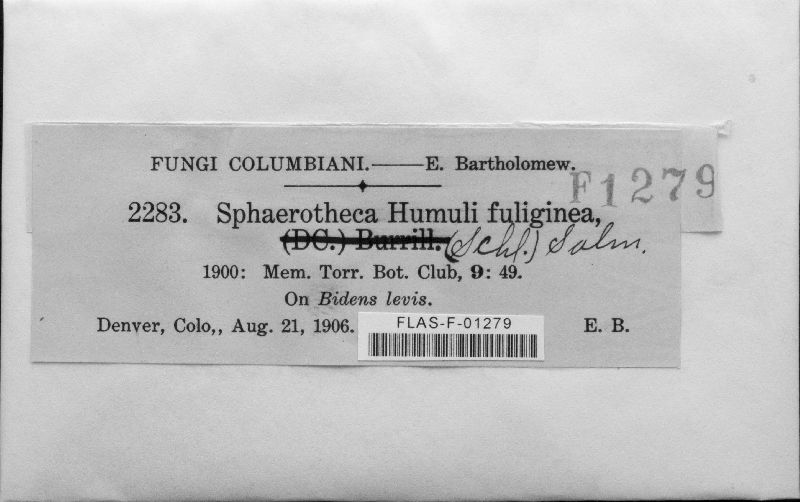 FUNGI COLUMBIANI.——E. Bartholomew.
F1279
2283. Sphaerotheca Humuli fuliginea,
(DC.) Burrill. (Schl.) Salm.
1900: Mem. Torr. Bot. Club, 9: 49.
On Bidens levis.
Denver, Colo,, Aug. 21, 1906. E. B.
FLAS-F-01279